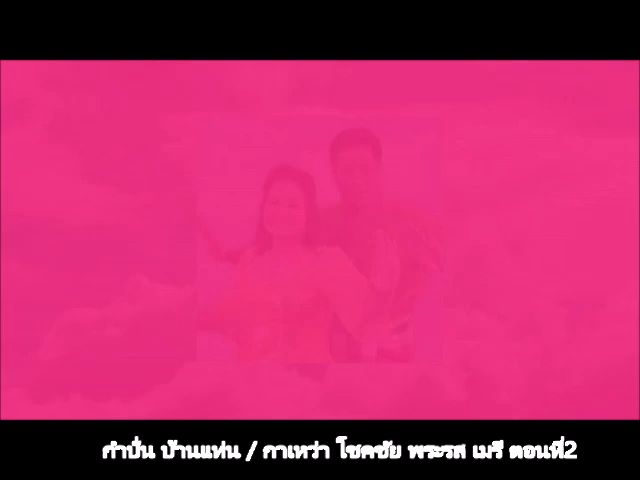 กำปั่น บ้านแท่น / กาเหว่า โชคชัย พระรส เมรี ตอนที่2